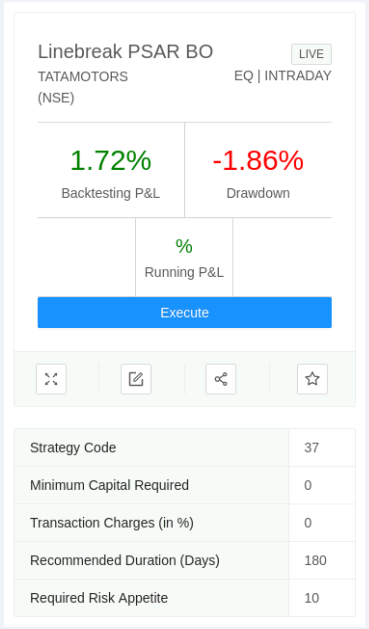 Linebreak PSAR BO
LIVE
TATAMOTORS
(NSE)
EQ | INTRADAY
1.72%
Backtesting P&L
-1.86%
Drawdown
%
Running P&L
Execute
Strategy Code 37
Minimum Capital Required 0
Transaction Charges (in %) 0
Recommended Duration (Days) 180
Required Risk Appetite 10